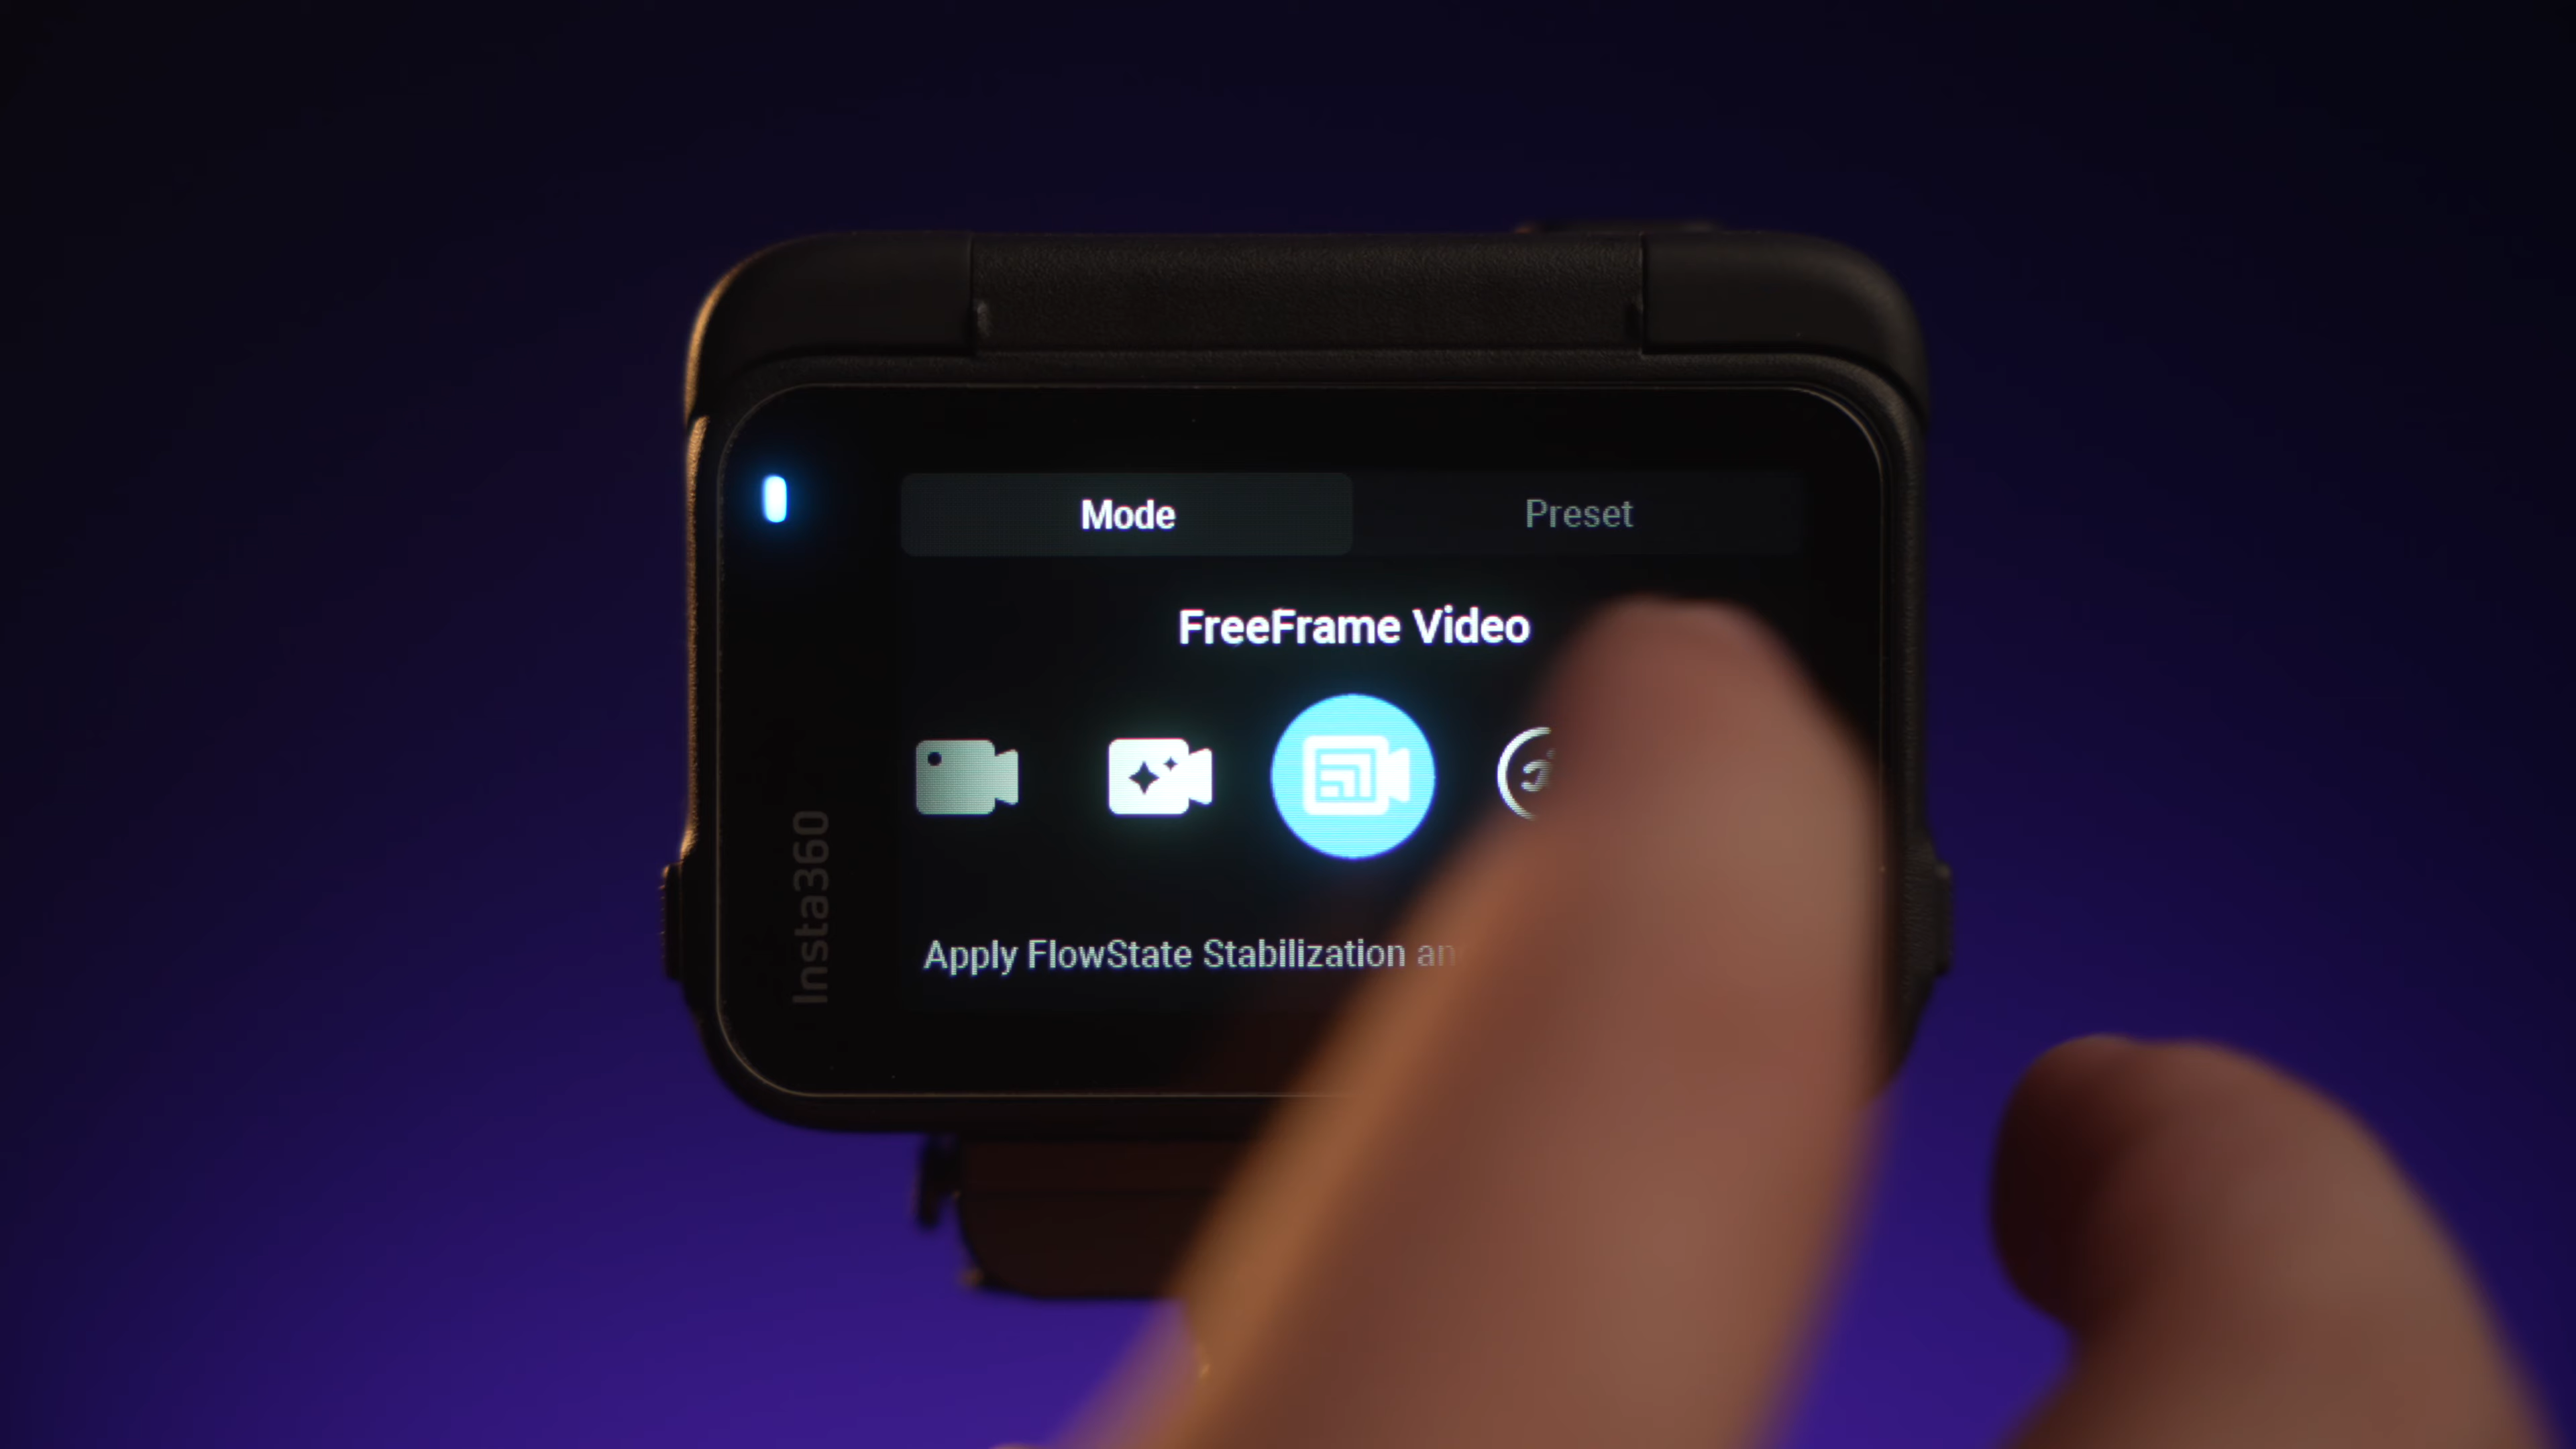 Mode
Preset
FreeFrame Video
Apply FlowState Stabilization
Insta360